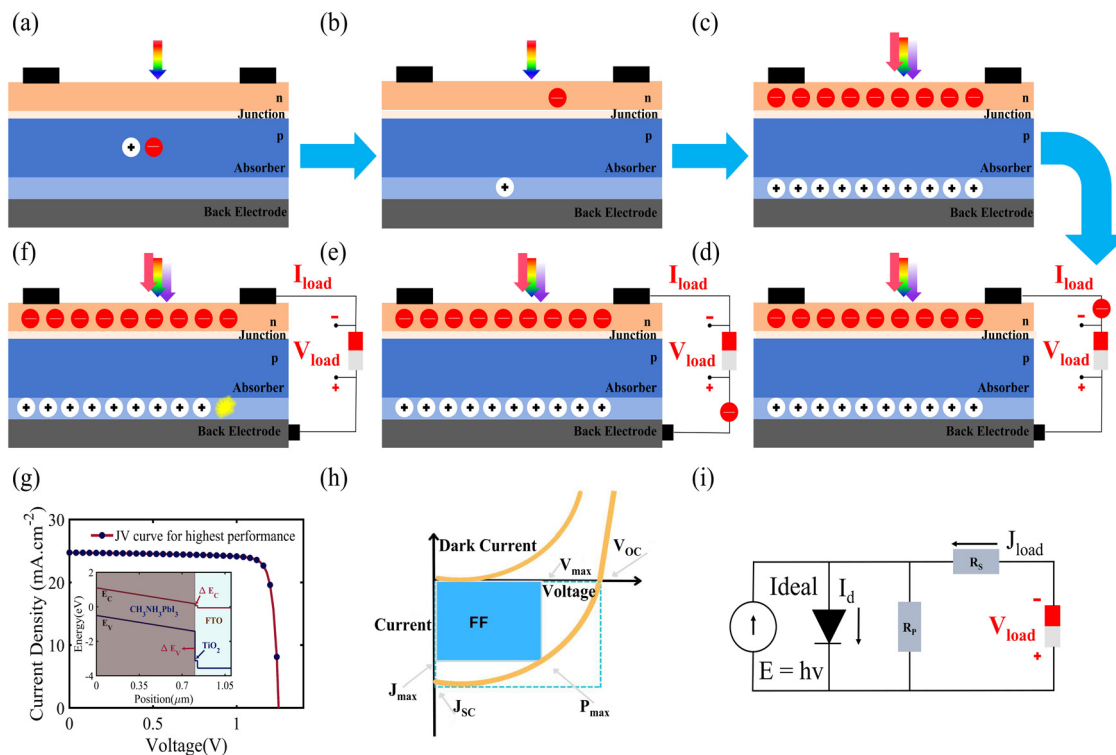 (a)
n
Junction
p
Absorber
Back Electrode
(b)
n
Junction
p
Absorber
Back Electrode
(c)
n
Junction
p
Absorber
Back Electrode
(f)
I_load
n
Junction
p
-
V_load
+
Absorber
Back Electrode
(e)
I_load
n
Junction
p
-
V_load
+
Absorber
Back Electrode
(d)
I_load
n
Junction
p
-
V_load
+
Absorber
Back Electrode
(g)
Current Density (mA.cm⁻²)
30
20
10
0
JV curve for highest performance
Energy(eV)
2
0
-2
-4
E_C
Δ E_C
CH₃NH₃PbI₃
FTO
E_V
TiO₂
Δ E_V
0 0.35 0.7 1.05
Position(μm)
0 0.5 1
Voltage(V)
(h)
Dark Current
V_OC
V_max
Voltage
Current
FF
J_max
J_SC
P_max
(i)
J_load
R_S
Ideal
I_d
R_P
-
V_load
+
E = hν